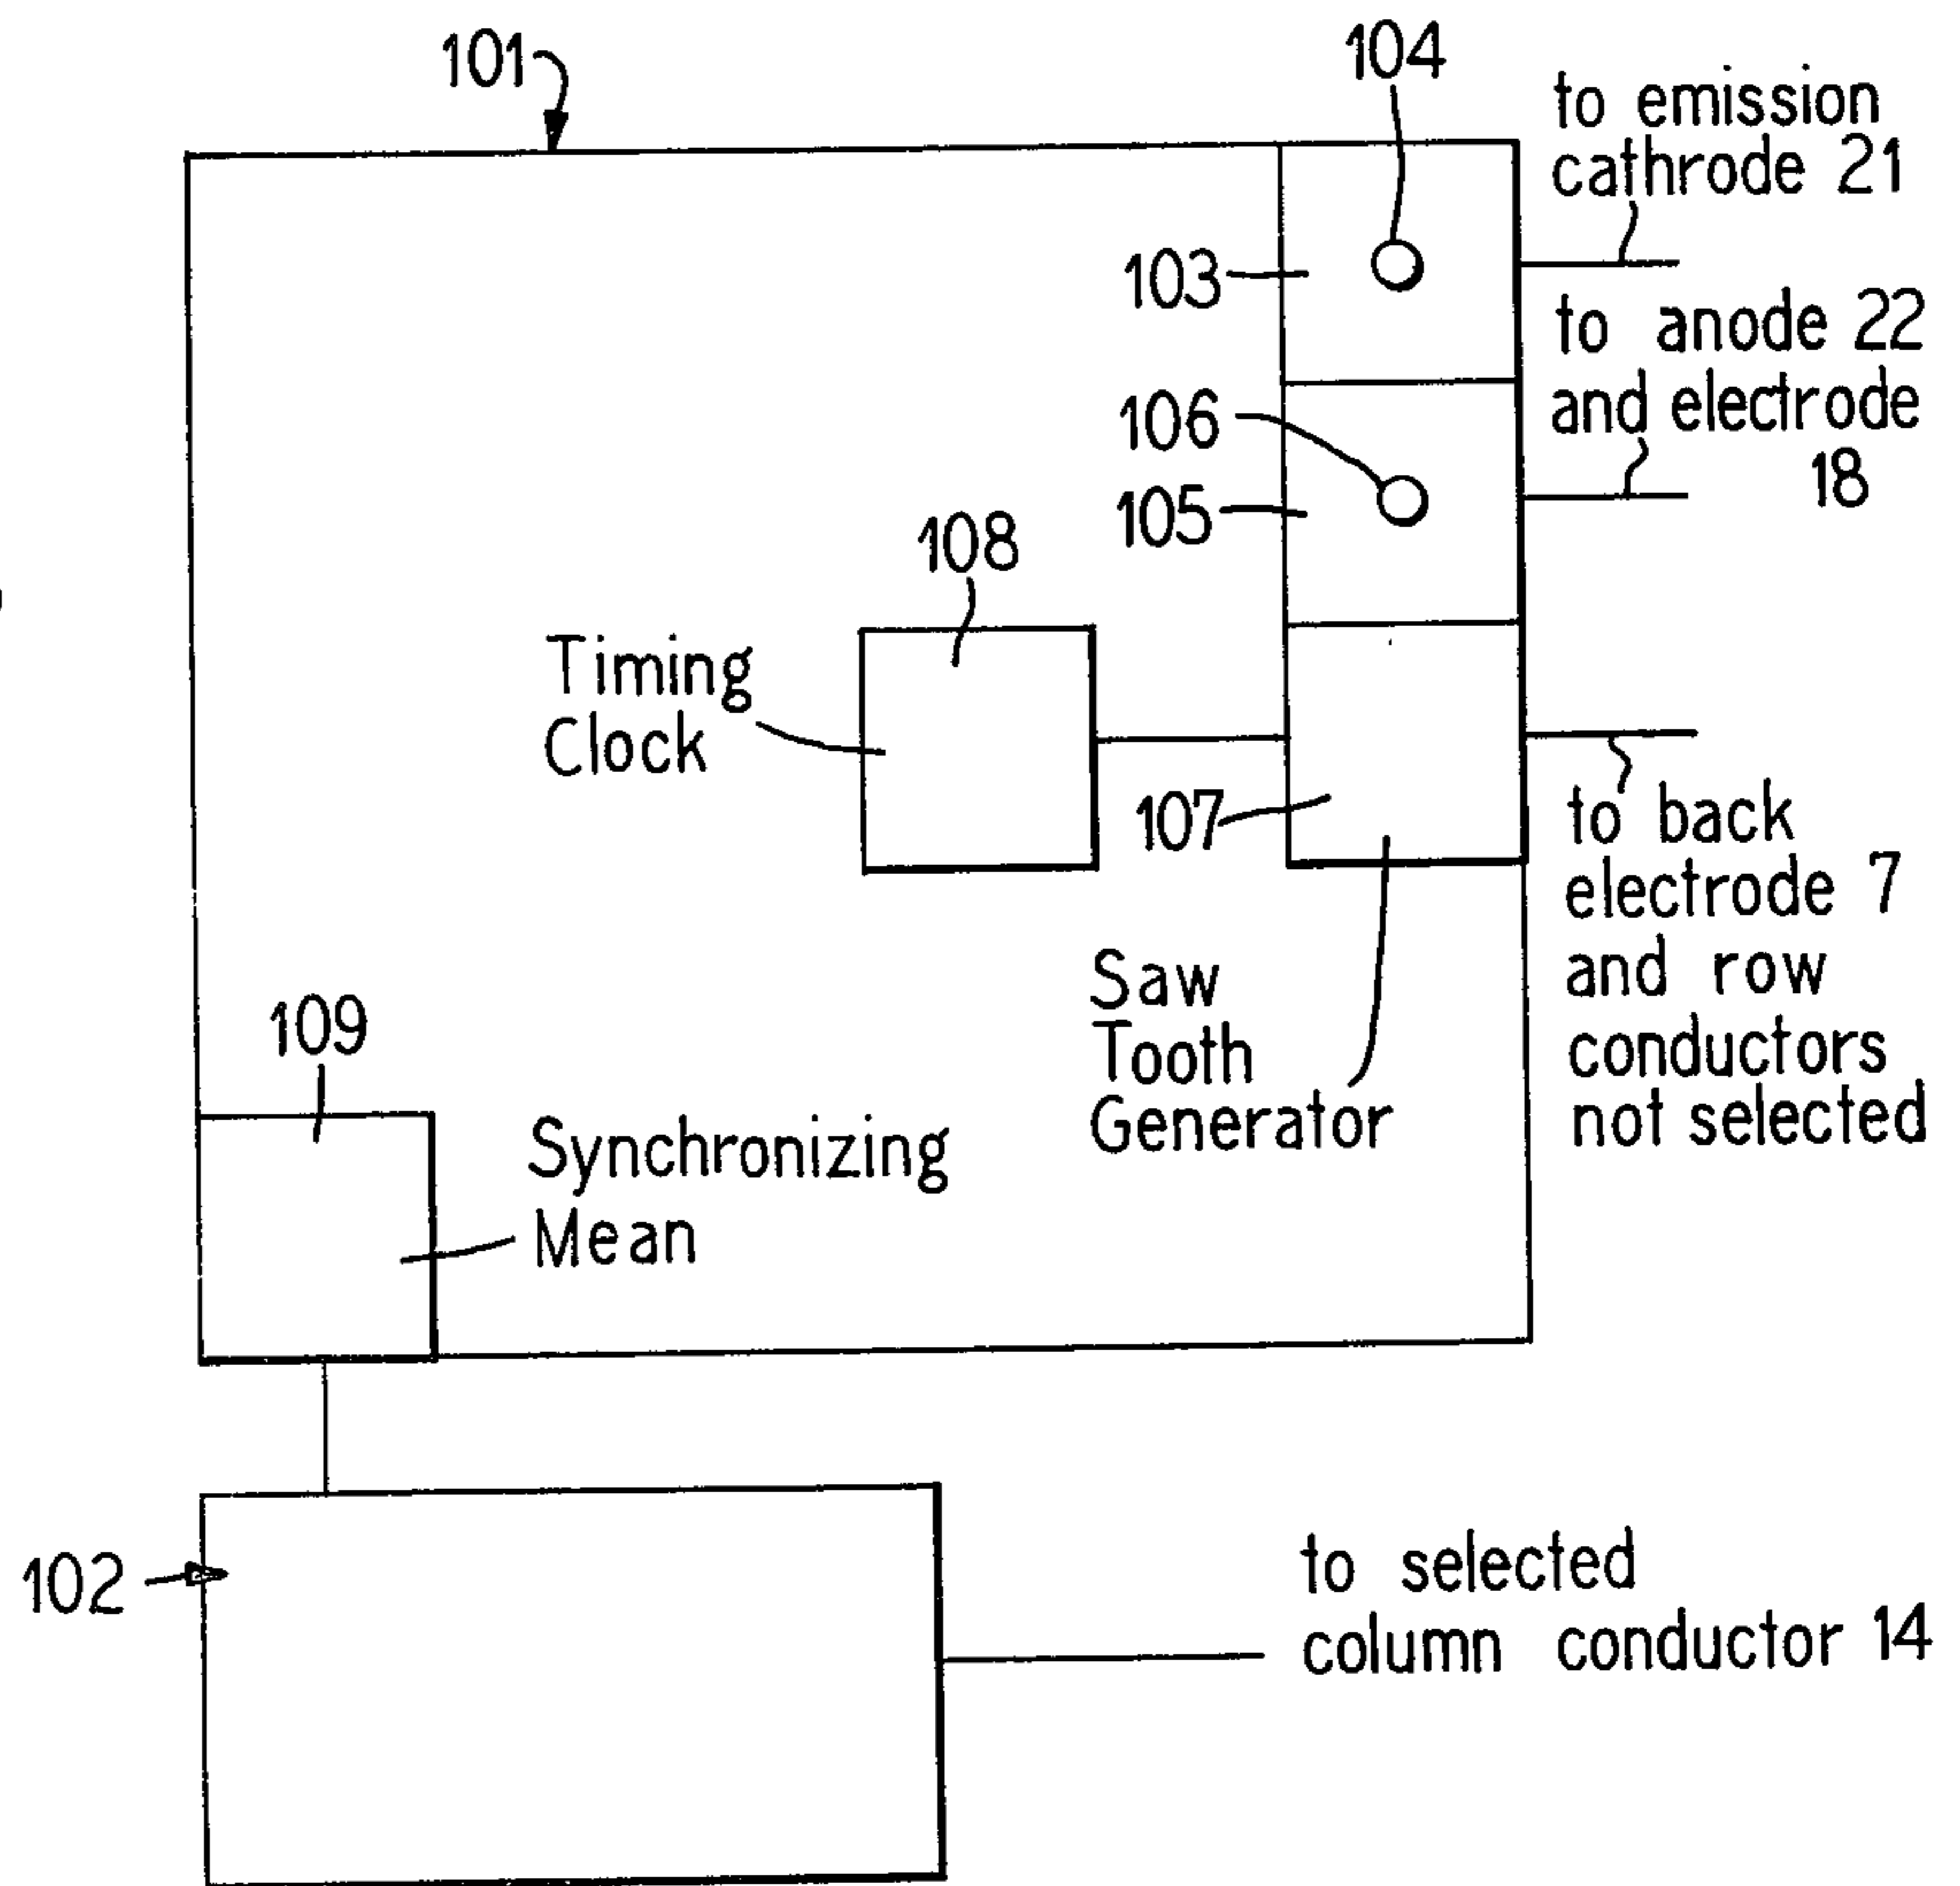 101
104
to emission
cathrode 21
103
to anode 22
and electrode
18
106
105
108
Timing
Clock
107
to back
electrode 7
and row
conductors
not selected
Saw
Tooth
Generator
109
Synchronizing
Mean
102
to selected
column conductor 14